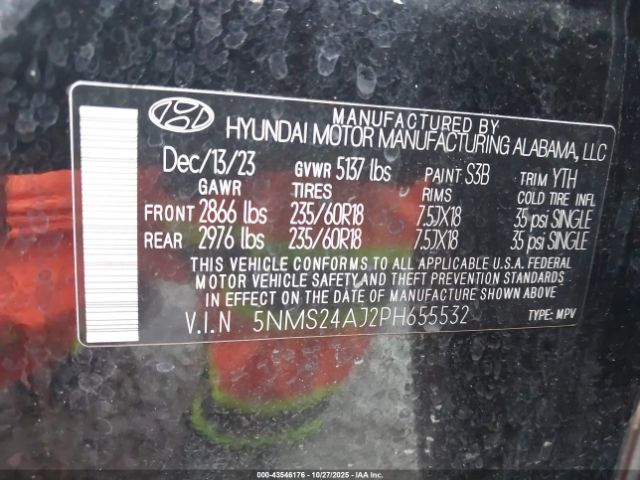 MANUFACTURED BY
HYUNDAI MOTOR MANUFACTURING ALABAMA, LLC
Dec/13/23 GVWR 5137 lbs PAINT S3B TRIM YTH
GAWR TIRES RIMS COLD TIRE INFL
FRONT 2866 lbs 235/60R18 7.5JX18 35 psi SINGLE
REAR 2976 lbs 235/60R18 7.5JX18 35 psi SINGLE
THIS VEHICLE CONFORMS TO ALL APPLICABLE U.S.A. FEDERAL
MOTOR VEHICLE SAFETY AND THEFT PREVENTION STANDARDS
IN EFFECT ON THE DATE OF MANUFACTURE SHOWN ABOVE.
V.I.N 5NMS24AJ2PH655532 TYPE: MPV
000-43546176 - 10/27/2025 - IAAI.COM - COPART